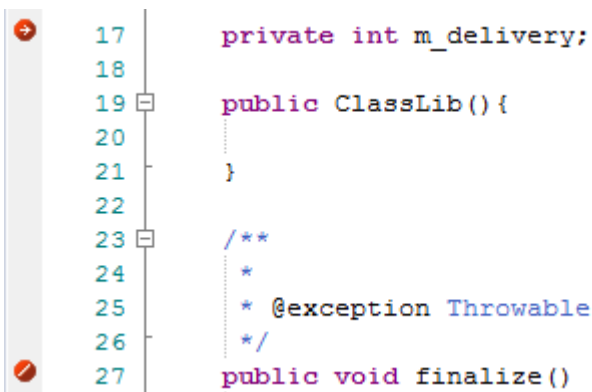 17 private int m_delivery;
18
19 public ClassLib(){
20
21 }
22
23 /**
24 *
25 * @exception Throwable
26 */
27 public void finalize()